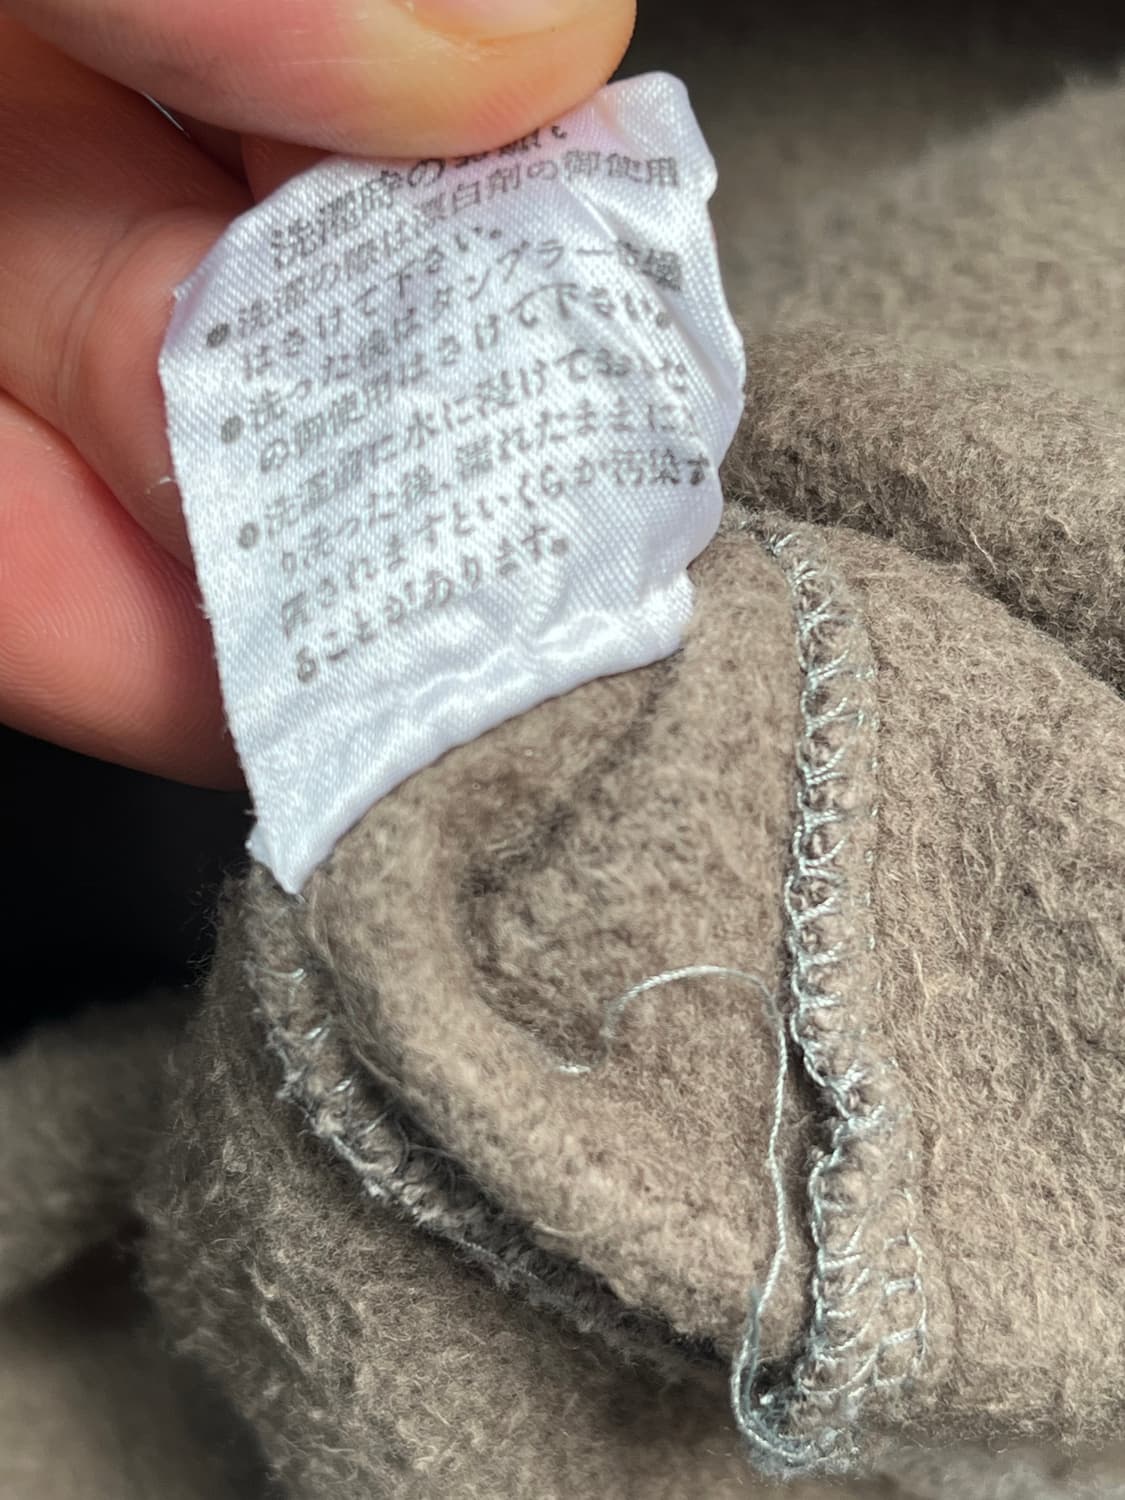 洗濯時のお願い
●洗濯の際は漂白剤の御使用
はさけて下さい。
●洗った後はタンブラー乾燥
の御使用はさけて下さい。
●洗濯前に水に浸けておいた
り洗った後、濡れたままに
置されますといくらか汚染す
ることがあります。